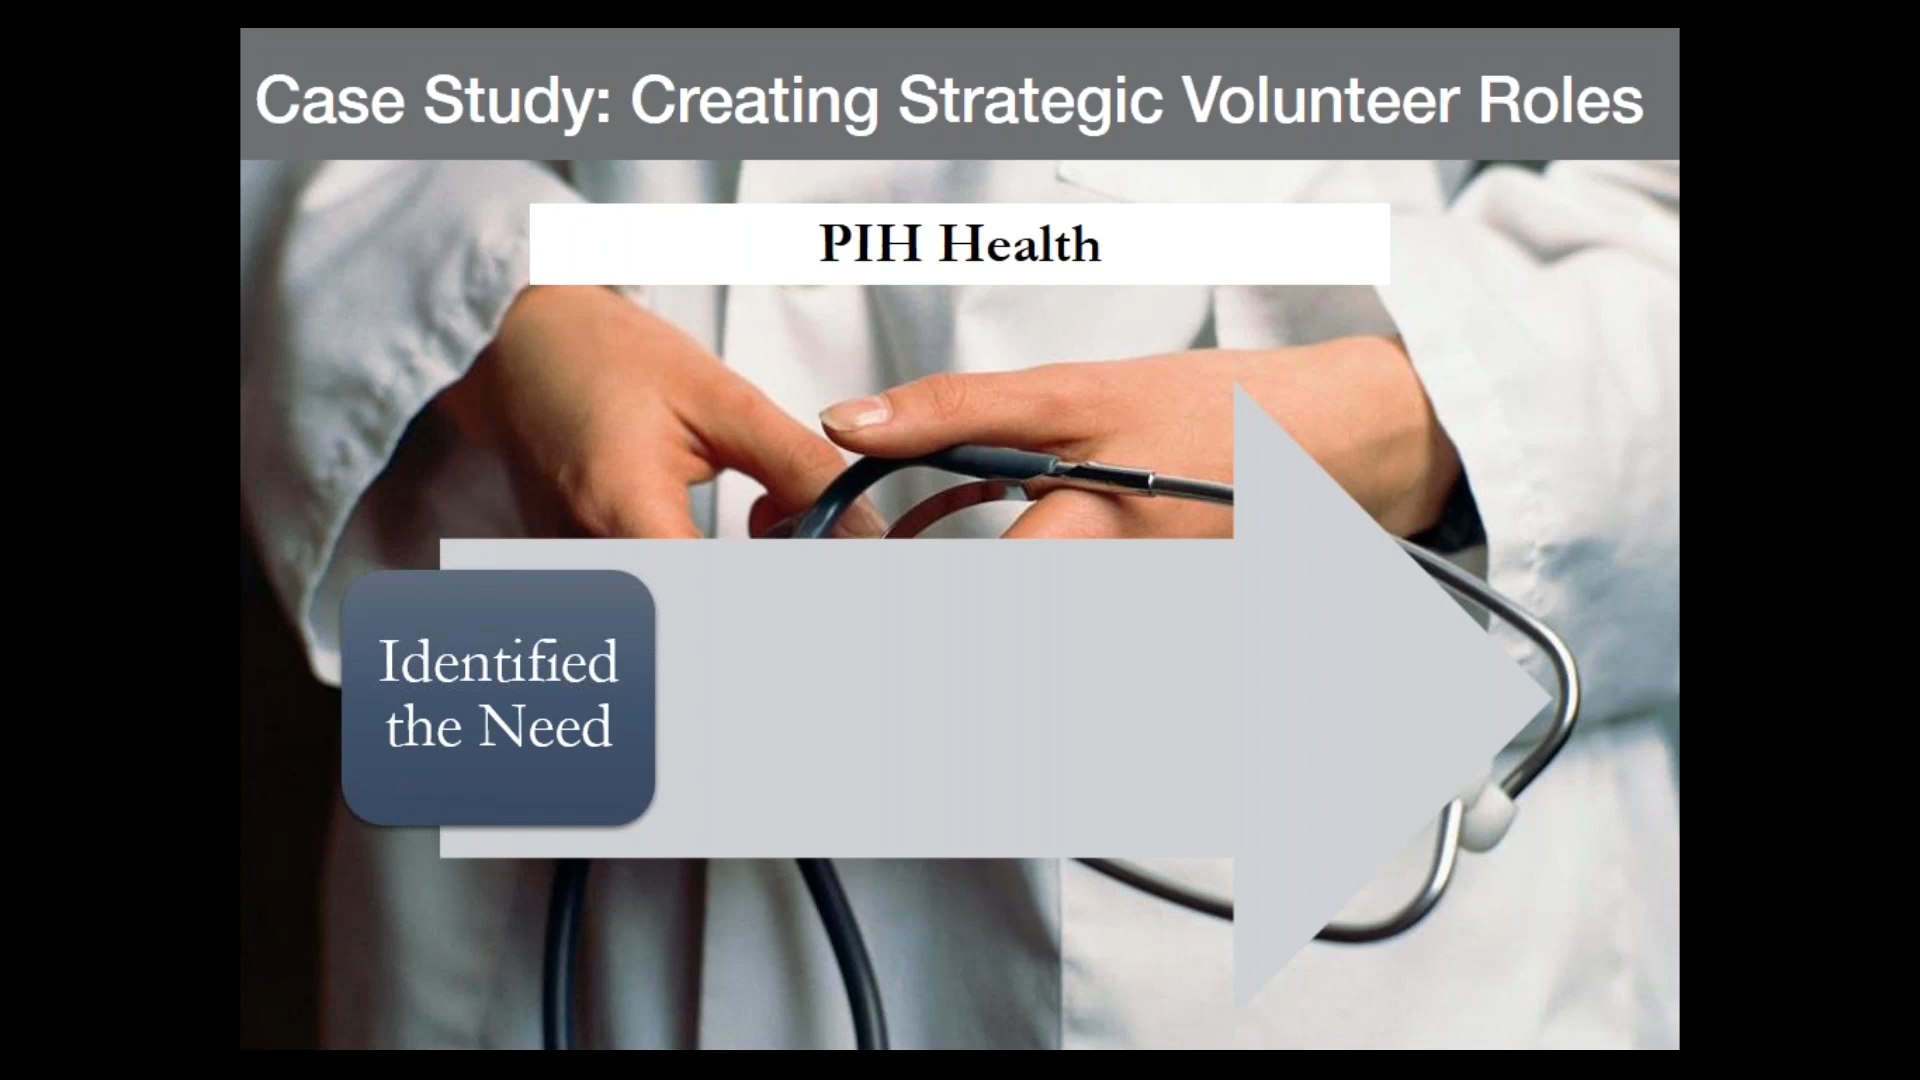 Case Study: Creating Strategic Volunteer Roles
PIH Health
Identified
the Need